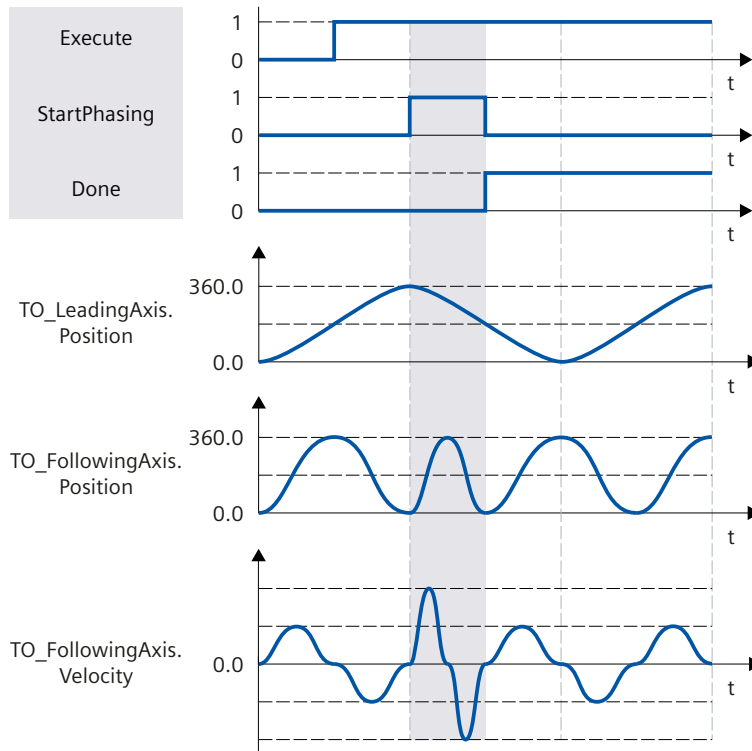 Execute
1
0
t
StartPhasing
1
0
t
Done
1
0
t
TO_LeadingAxis.
Position
360.0
0.0
t
TO_FollowingAxis.
Position
360.0
0.0
t
TO_FollowingAxis.
Velocity
0.0
t